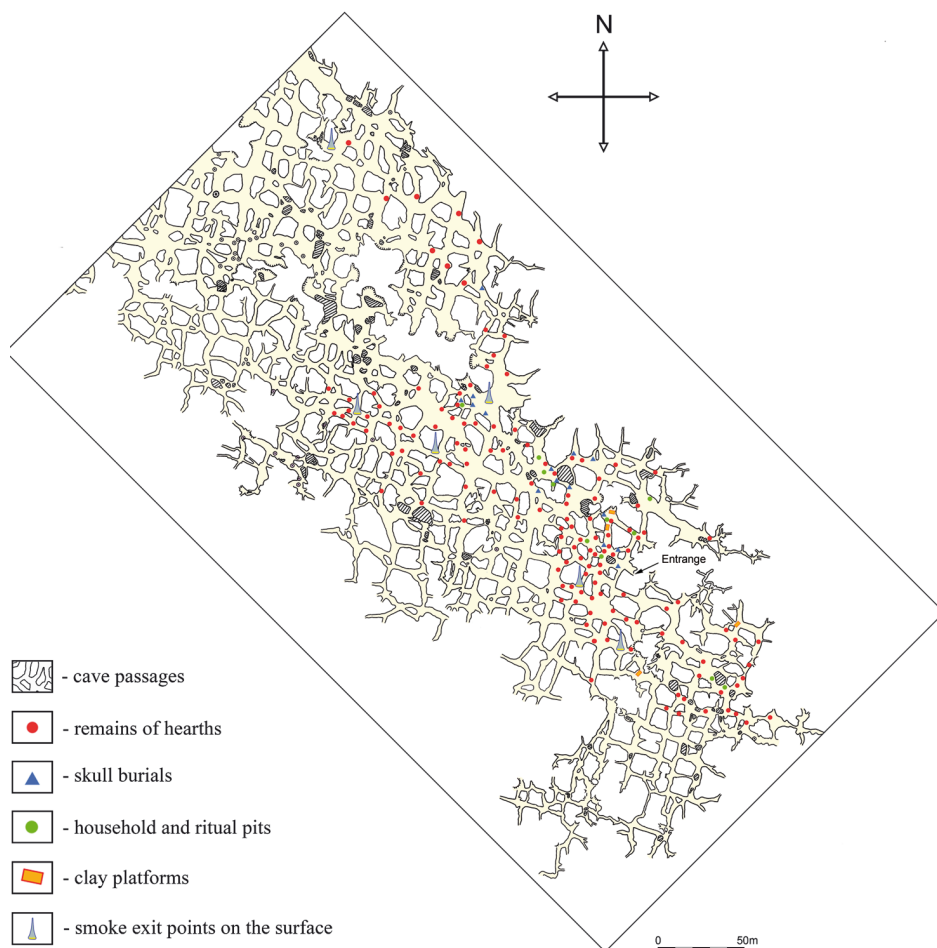 N
Entrange
- cave passages
- remains of hearths
- skull burials
- household and ritual pits
- clay platforms
- smoke exit points on the surface
0 50m